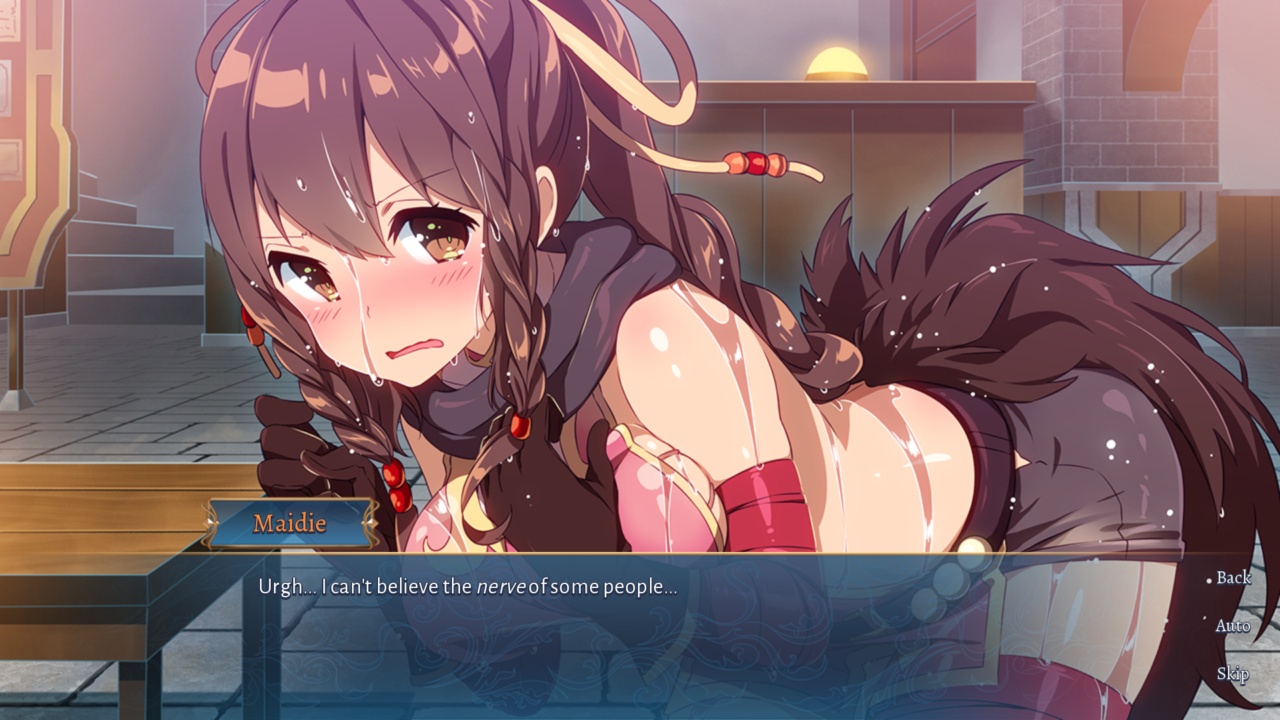 Maidie
Urgh... I can't believe the nerve of some people...
Back
Auto
Skip